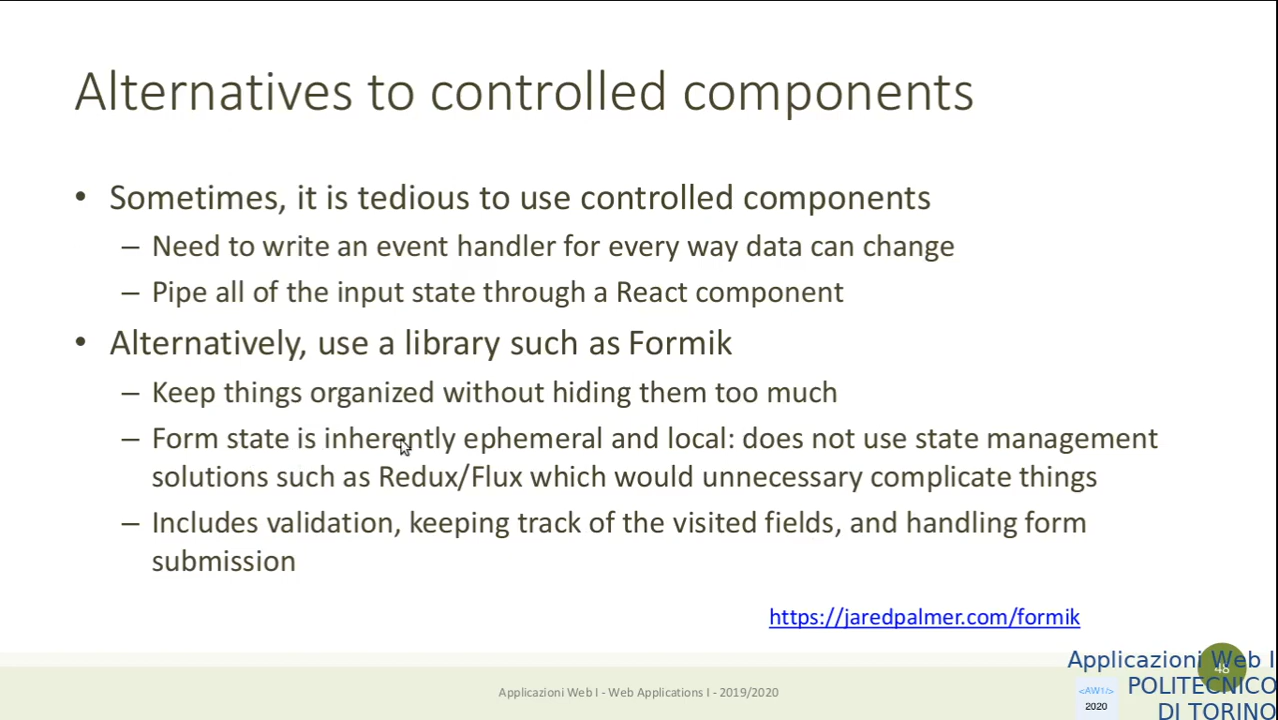 Alternatives to controlled components
• Sometimes, it is tedious to use controlled components
– Need to write an event handler for every way data can change
– Pipe all of the input state through a React component
• Alternatively, use a library such as Formik
– Keep things organized without hiding them too much
– Form state is inherently ephemeral and local: does not use state management
solutions such as Redux/Flux which would unnecessary complicate things
– Includes validation, keeping track of the visited fields, and handling form
submission
https://jaredpalmer.com/formik
Applicazioni Web I - Web Applications I - 2019/2020
48
Applicazioni Web I
POLITECNICO
DI TORINO
<AW1/>
2020